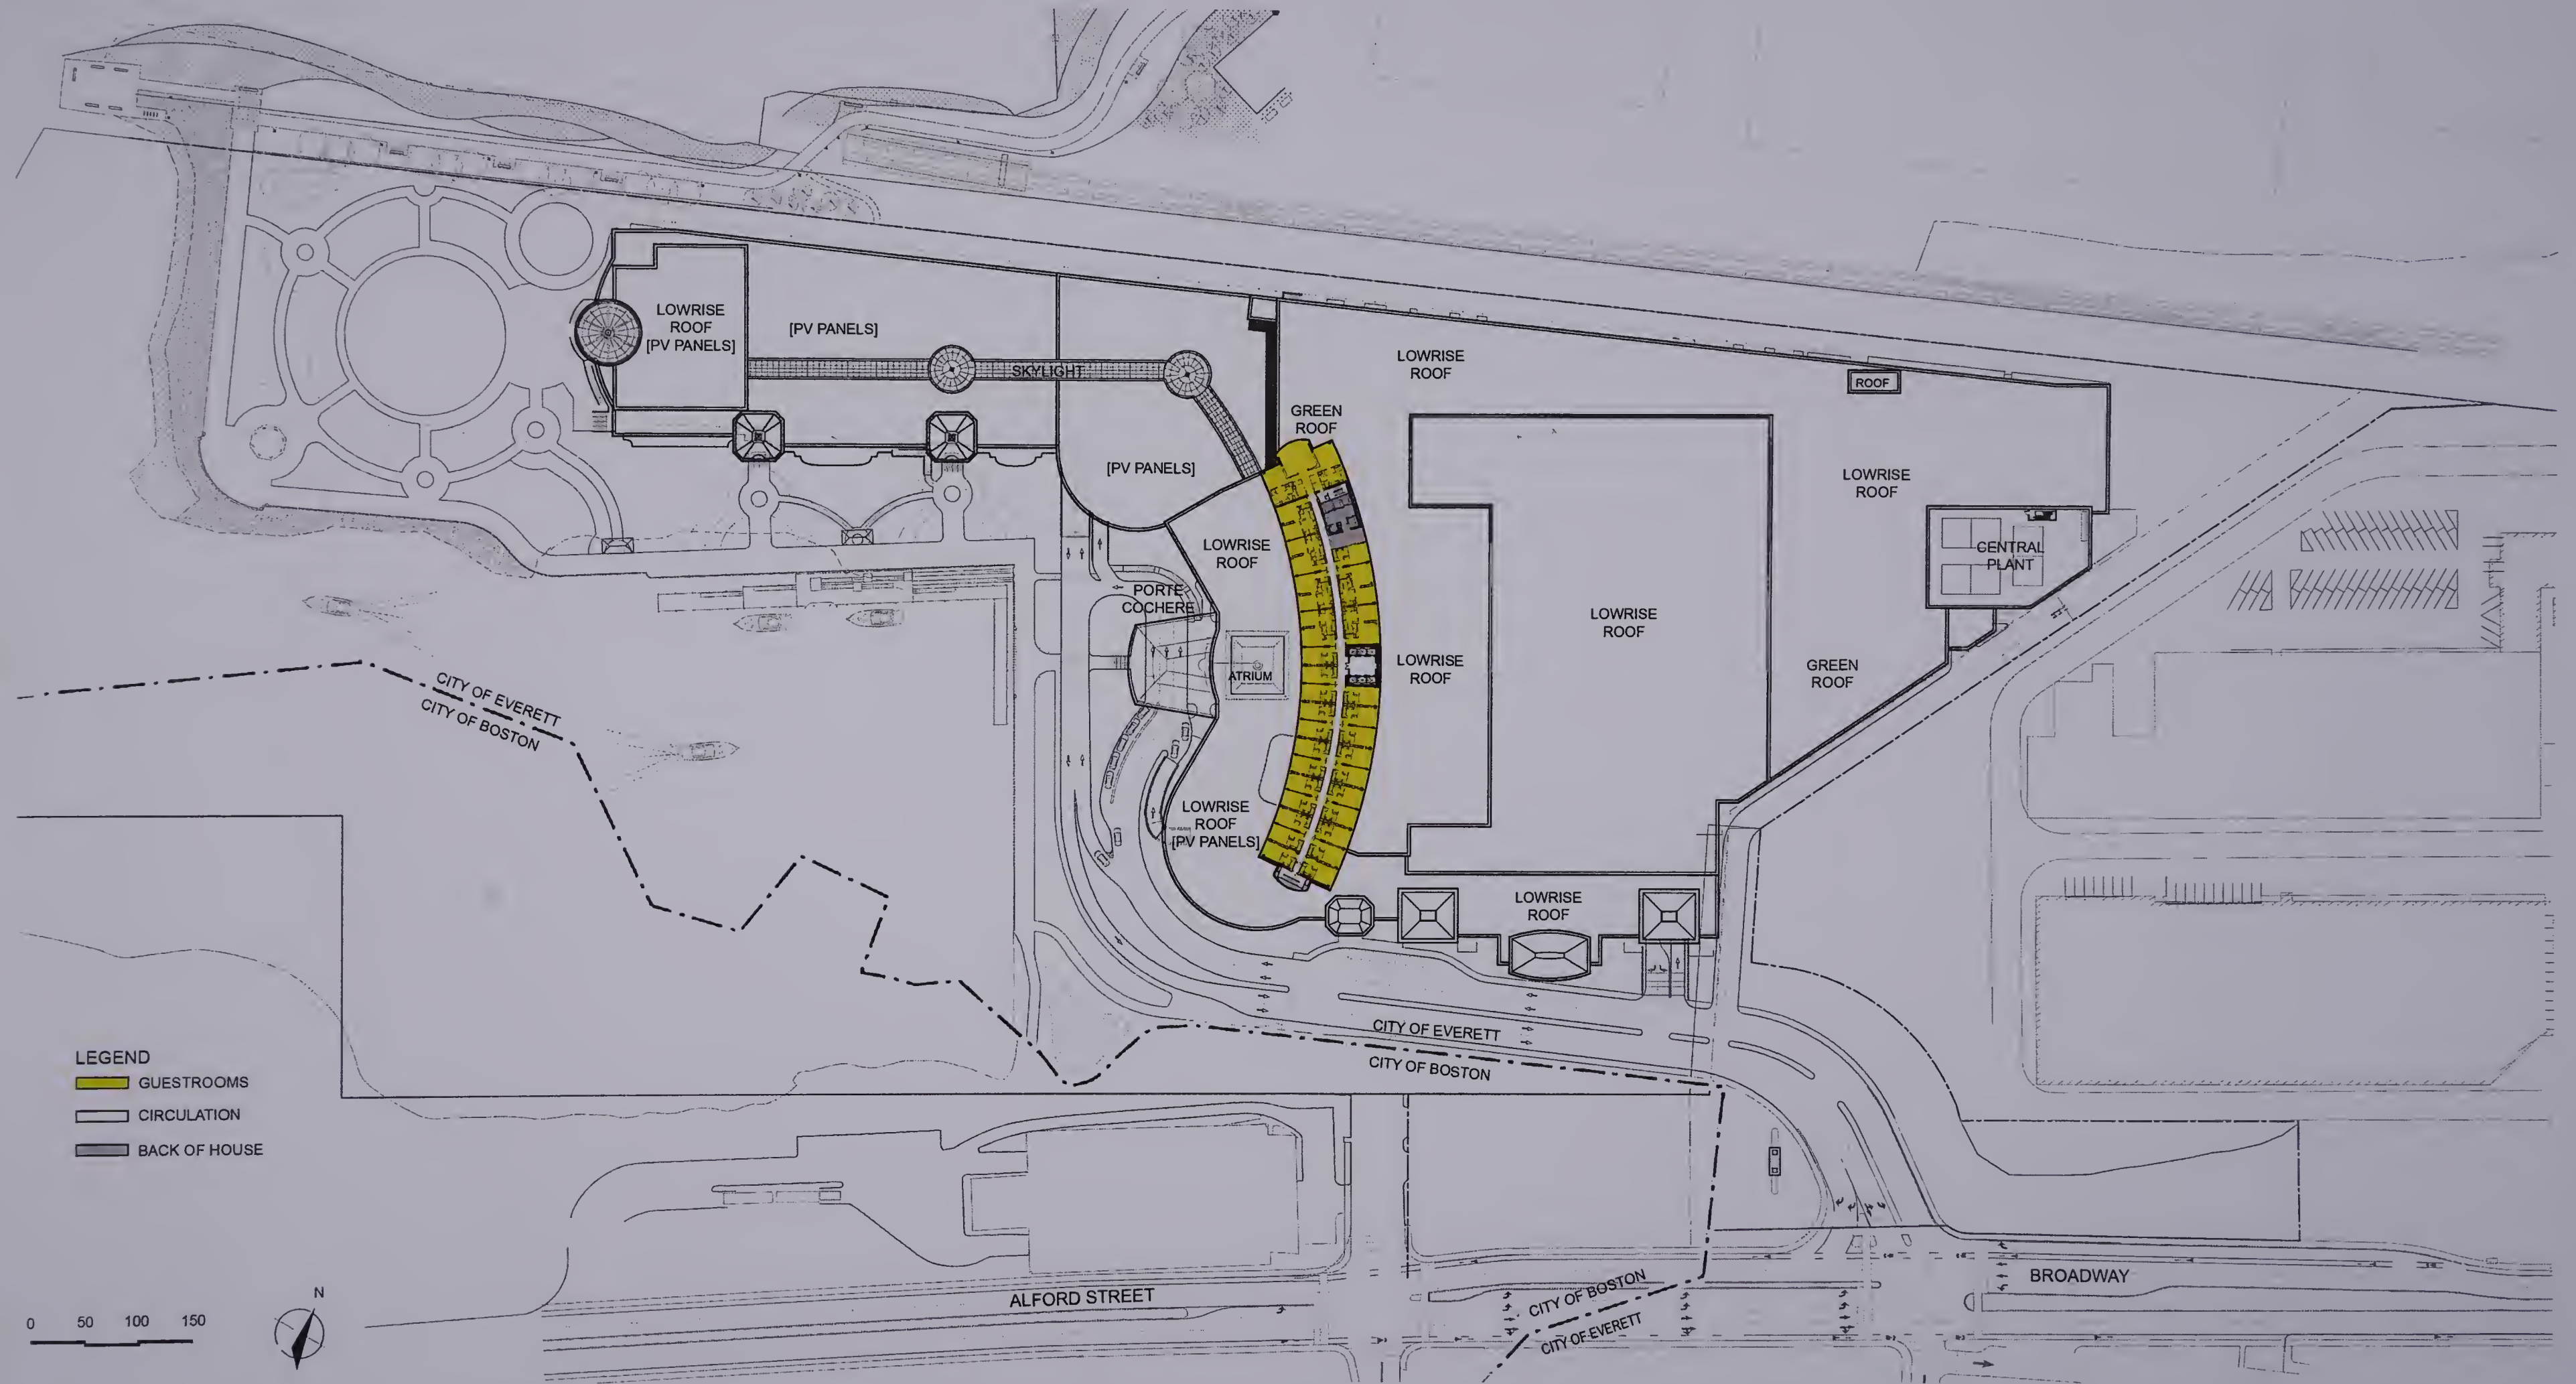 LOWRISE
ROOF
[PV PANELS]
[PV PANELS]
SKYLIGHT
LOWRISE
ROOF
ROOF
GREEN
ROOF
[PV PANELS]
LOWRISE
ROOF
LOWRISE
ROOF
CENTRAL
PLANT
PORTE
COCHERE
LOWRISE
ROOF
ATRIUM
LOWRISE
ROOF
GREEN
ROOF
CITY OF EVERETT
CITY OF BOSTON
LOWRISE
ROOF
[PV PANELS]
LOWRISE
ROOF
CITY OF EVERETT
CITY OF BOSTON
LEGEND
GUESTROOMS
CIRCULATION
BACK OF HOUSE
N
0 50 100 150
ALFORD STREET
CITY OF BOSTON
CITY OF EVERETT
BROADWAY